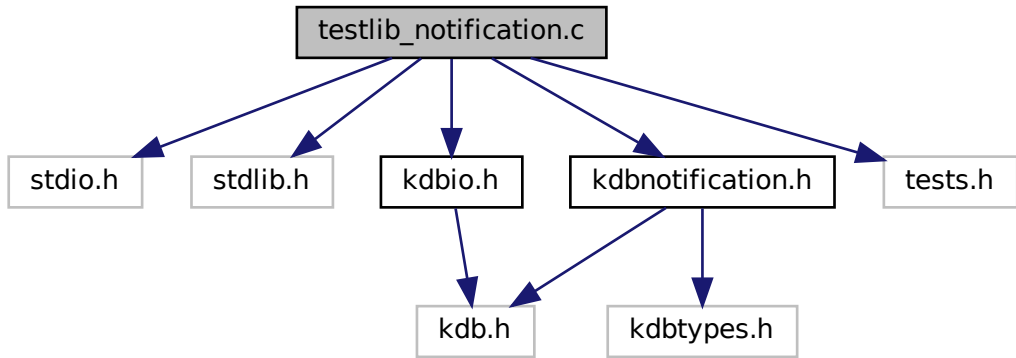 testlib_notification.c
stdio.h
stdlib.h
kdbio.h
kdbnotification.h
tests.h
kdb.h
kdbtypes.h